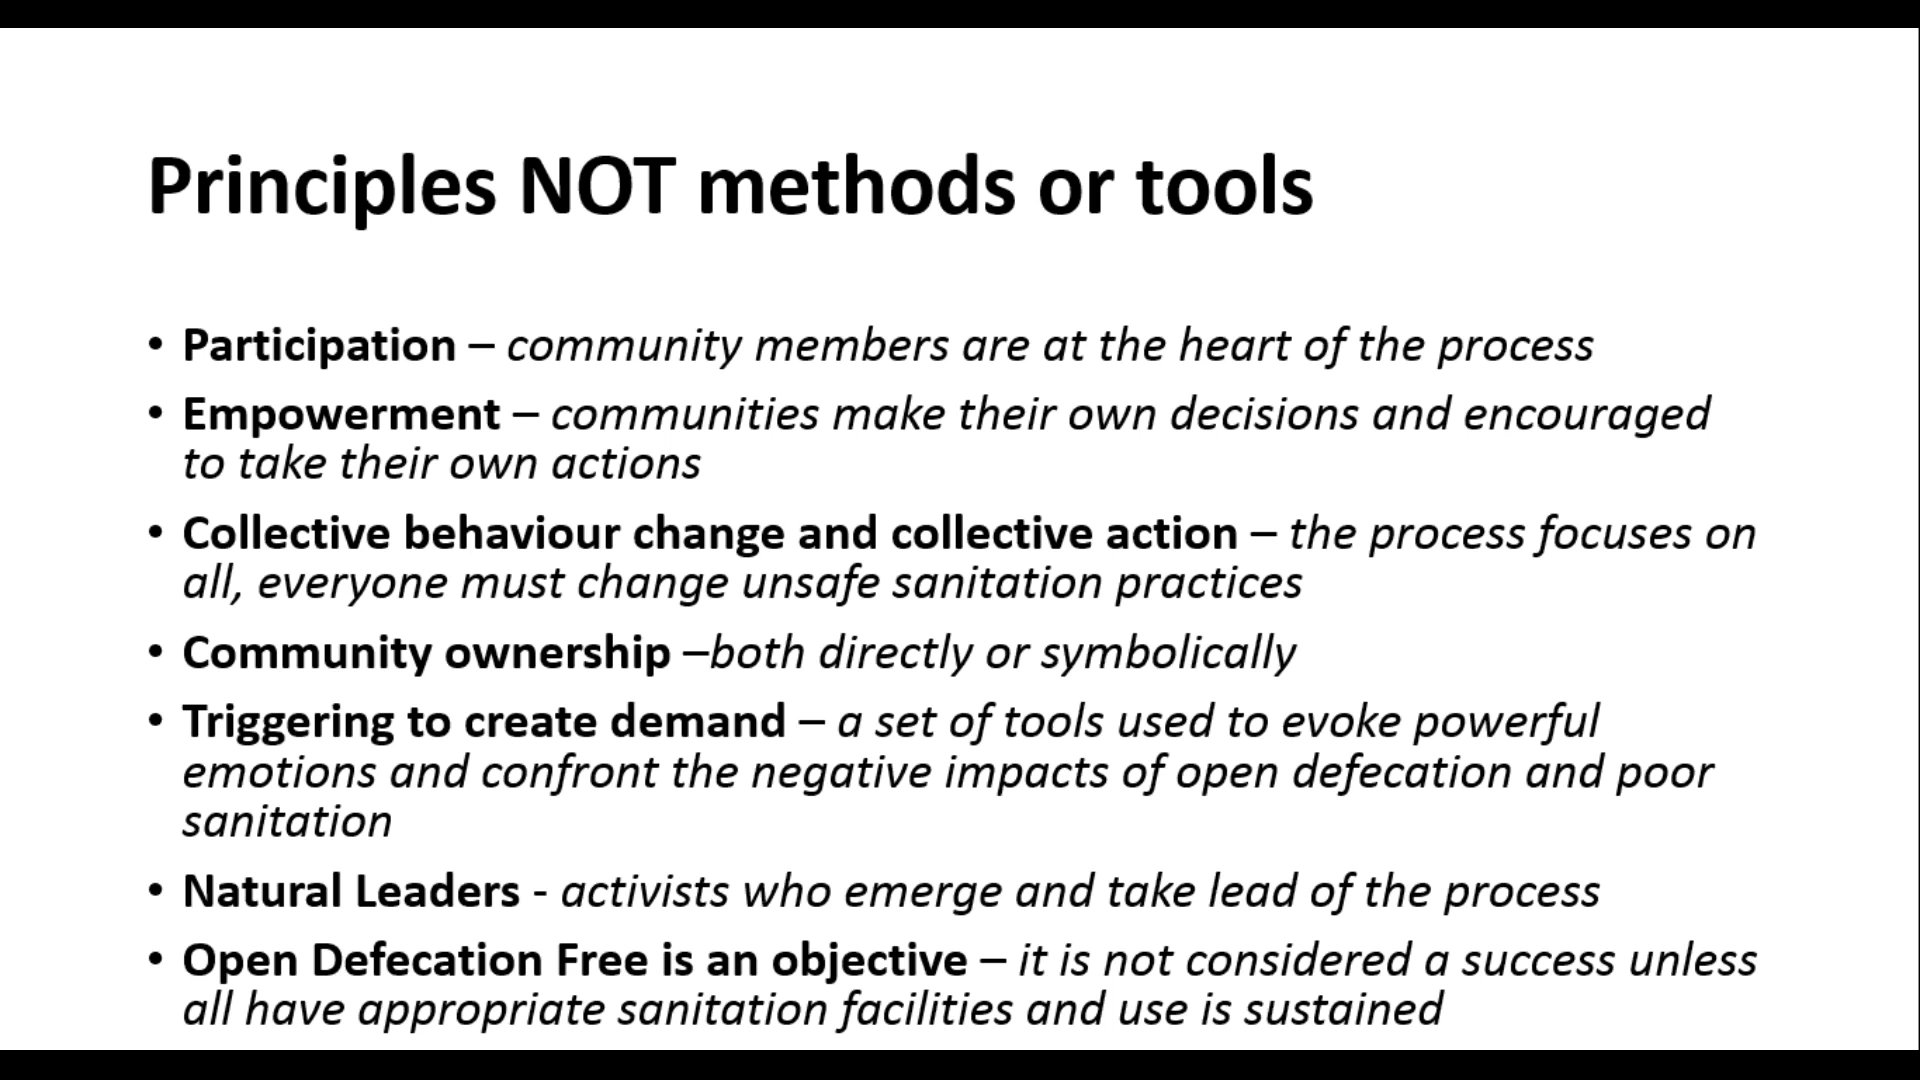 Principles NOT methods or tools
• Participation – community members are at the heart of the process
• Empowerment – communities make their own decisions and encouraged
to take their own actions
• Collective behaviour change and collective action – the process focuses on
all, everyone must change unsafe sanitation practices
• Community ownership –both directly or symbolically
• Triggering to create demand – a set of tools used to evoke powerful
emotions and confront the negative impacts of open defecation and poor
sanitation
• Natural Leaders - activists who emerge and take lead of the process
• Open Defecation Free is an objective – it is not considered a success unless
all have appropriate sanitation facilities and use is sustained